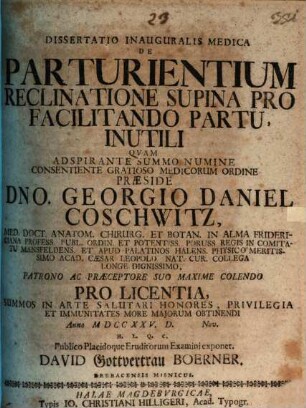 23
DISSERTATIO INAUGURALIS MEDICA
DE
PARTURIENTIUM
RECLINATIONE SUPINA PRO
FACILITANDO PARTU,
INUTILI
QVAM
ADSPIRANTE SUMMO NUMINE
CONSENTIENTE GRATIOSO MEDICORUM ORDINE
PRÆSIDE
DNO. GEORGIO DANIEL
COSCHWITZ,
MED. DOCT. ANATOM. CHIRURG. ET BOTAN. IN ALMA FRIDERI-
CIANA PROFESS. PUBL. ORDIN. ET POTENTISS. PORUSS. REGIS IN COMITA-
TU MANSFELDENS. ET APUD PALATINOS HALENS. PHYSICO MERITIS-
SIMO ACAD. CÆSAR LEOPOLD. NAT. CUR. COLLEGA
LONGE DIGNISSIMO,
PATRONO AC PRÆCEPTORE SUO MAXIME COLENDO
PRO LICENTIA,
SUMMOS IN ARTE SALUTARI HONORES, PRIVILEGIA
ET IMMUNITATES MORE MAJORUM OBTINENDI
Anno MDCCXXV. D. Nov.
H. L. Q. C.
Publico Placidoque Eruditorum Examini exponet
DAVID Gottvertrau BOERNER,
MISNICUS.
HALAE MAGDEBURGICAE,
Typis JO. CHRISTIANI HILLIGERI, Acad. Typogr.